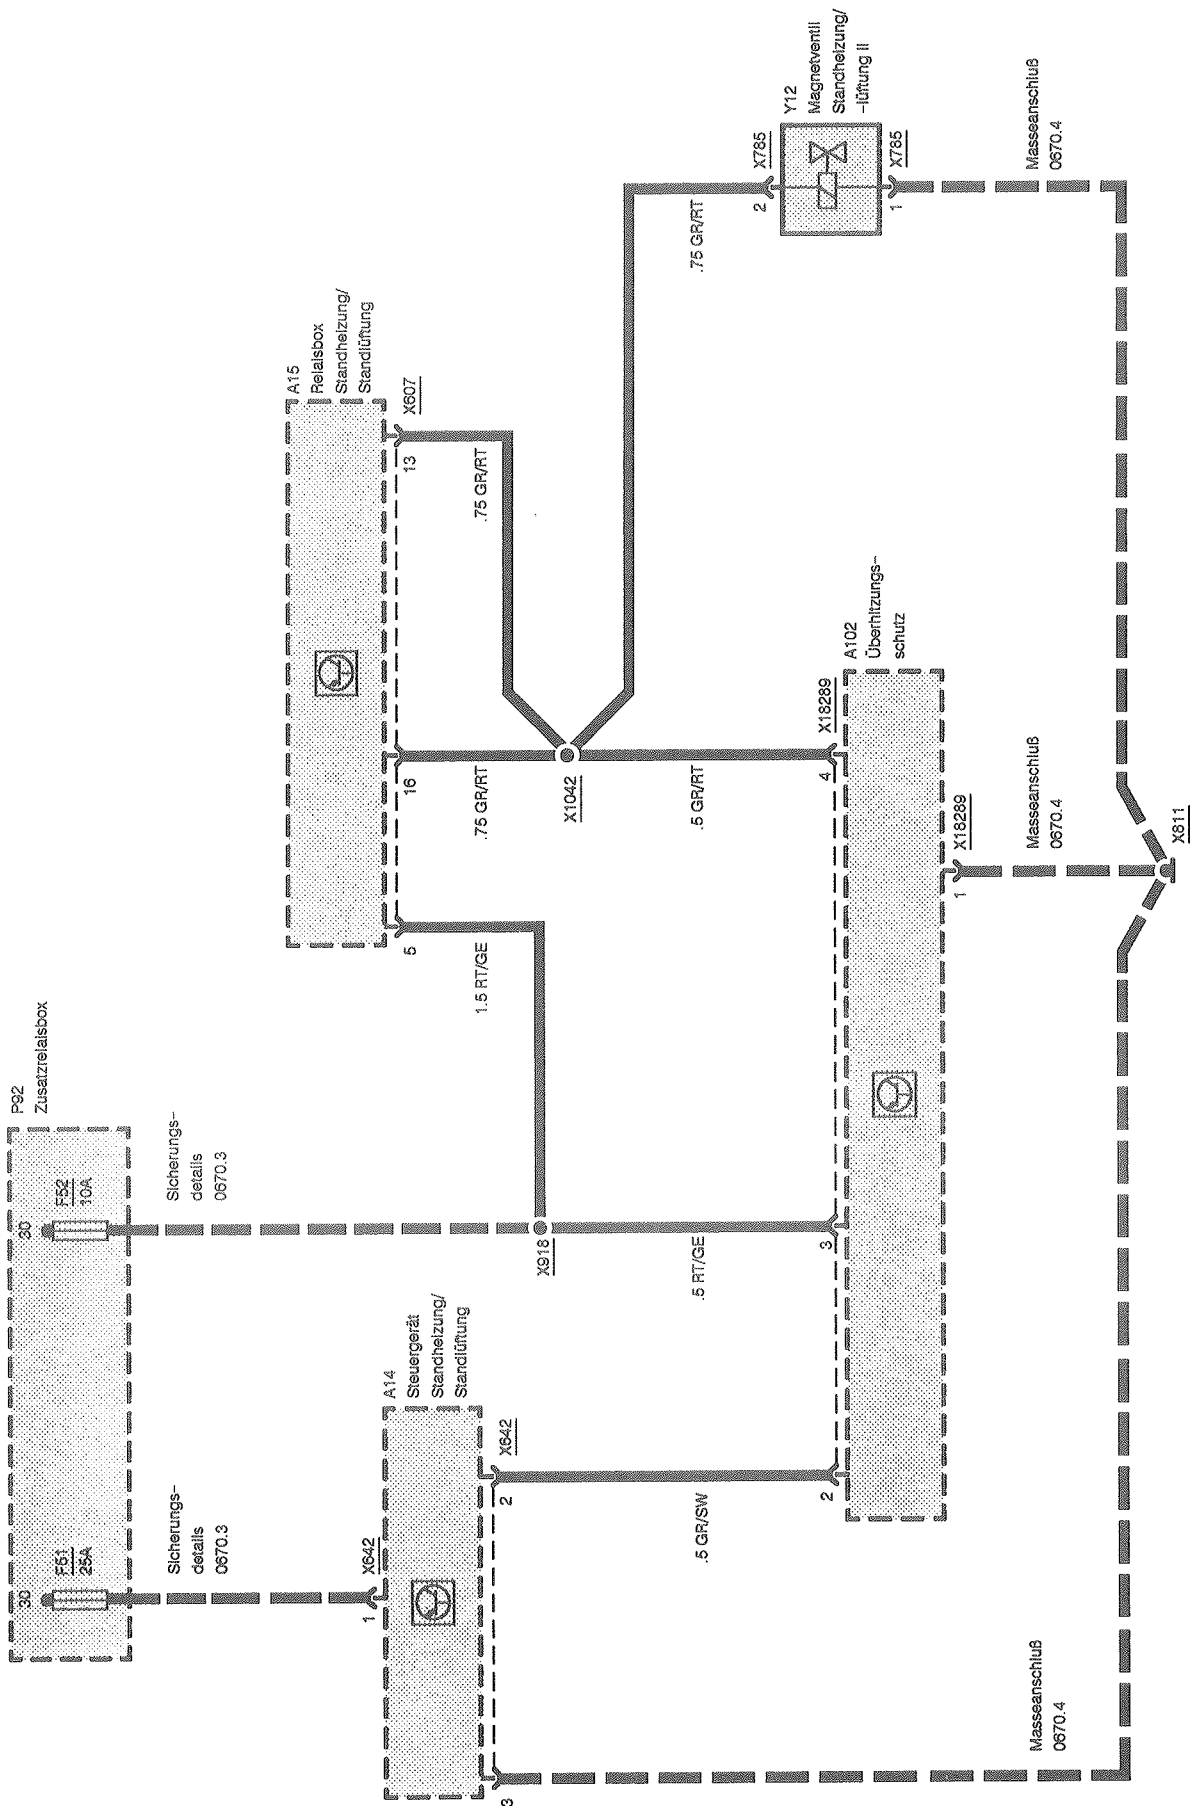 P92
Zusatzrelaisbox
30
F51
25A
30
F52
10A
Sicherungs-
details
0670.3
Sicherungs-
details
0670.3
A15
Relaisbox
Standheizung/
Standlüftung
5
16
13
X607
1.5 RT/GE
.75 GR/RT
.75 GR/RT
1
X642
A14
Steuergerät
Standheizung/
Standlüftung
3
2
X642
X918
X1042
.5 GR/SW
.5 RT/GE
.5 GR/RT
.75 GR/RT
2
X785
Y12
Magnetventil
Standheizung/
-lüftung II
1
X785
2
3
4
X18289
A102
Überhitzungs-
schutz
1
X18289
Masseanschluß
0670.4
Masseanschluß
0670.4
Masseanschluß
0670.4
X811